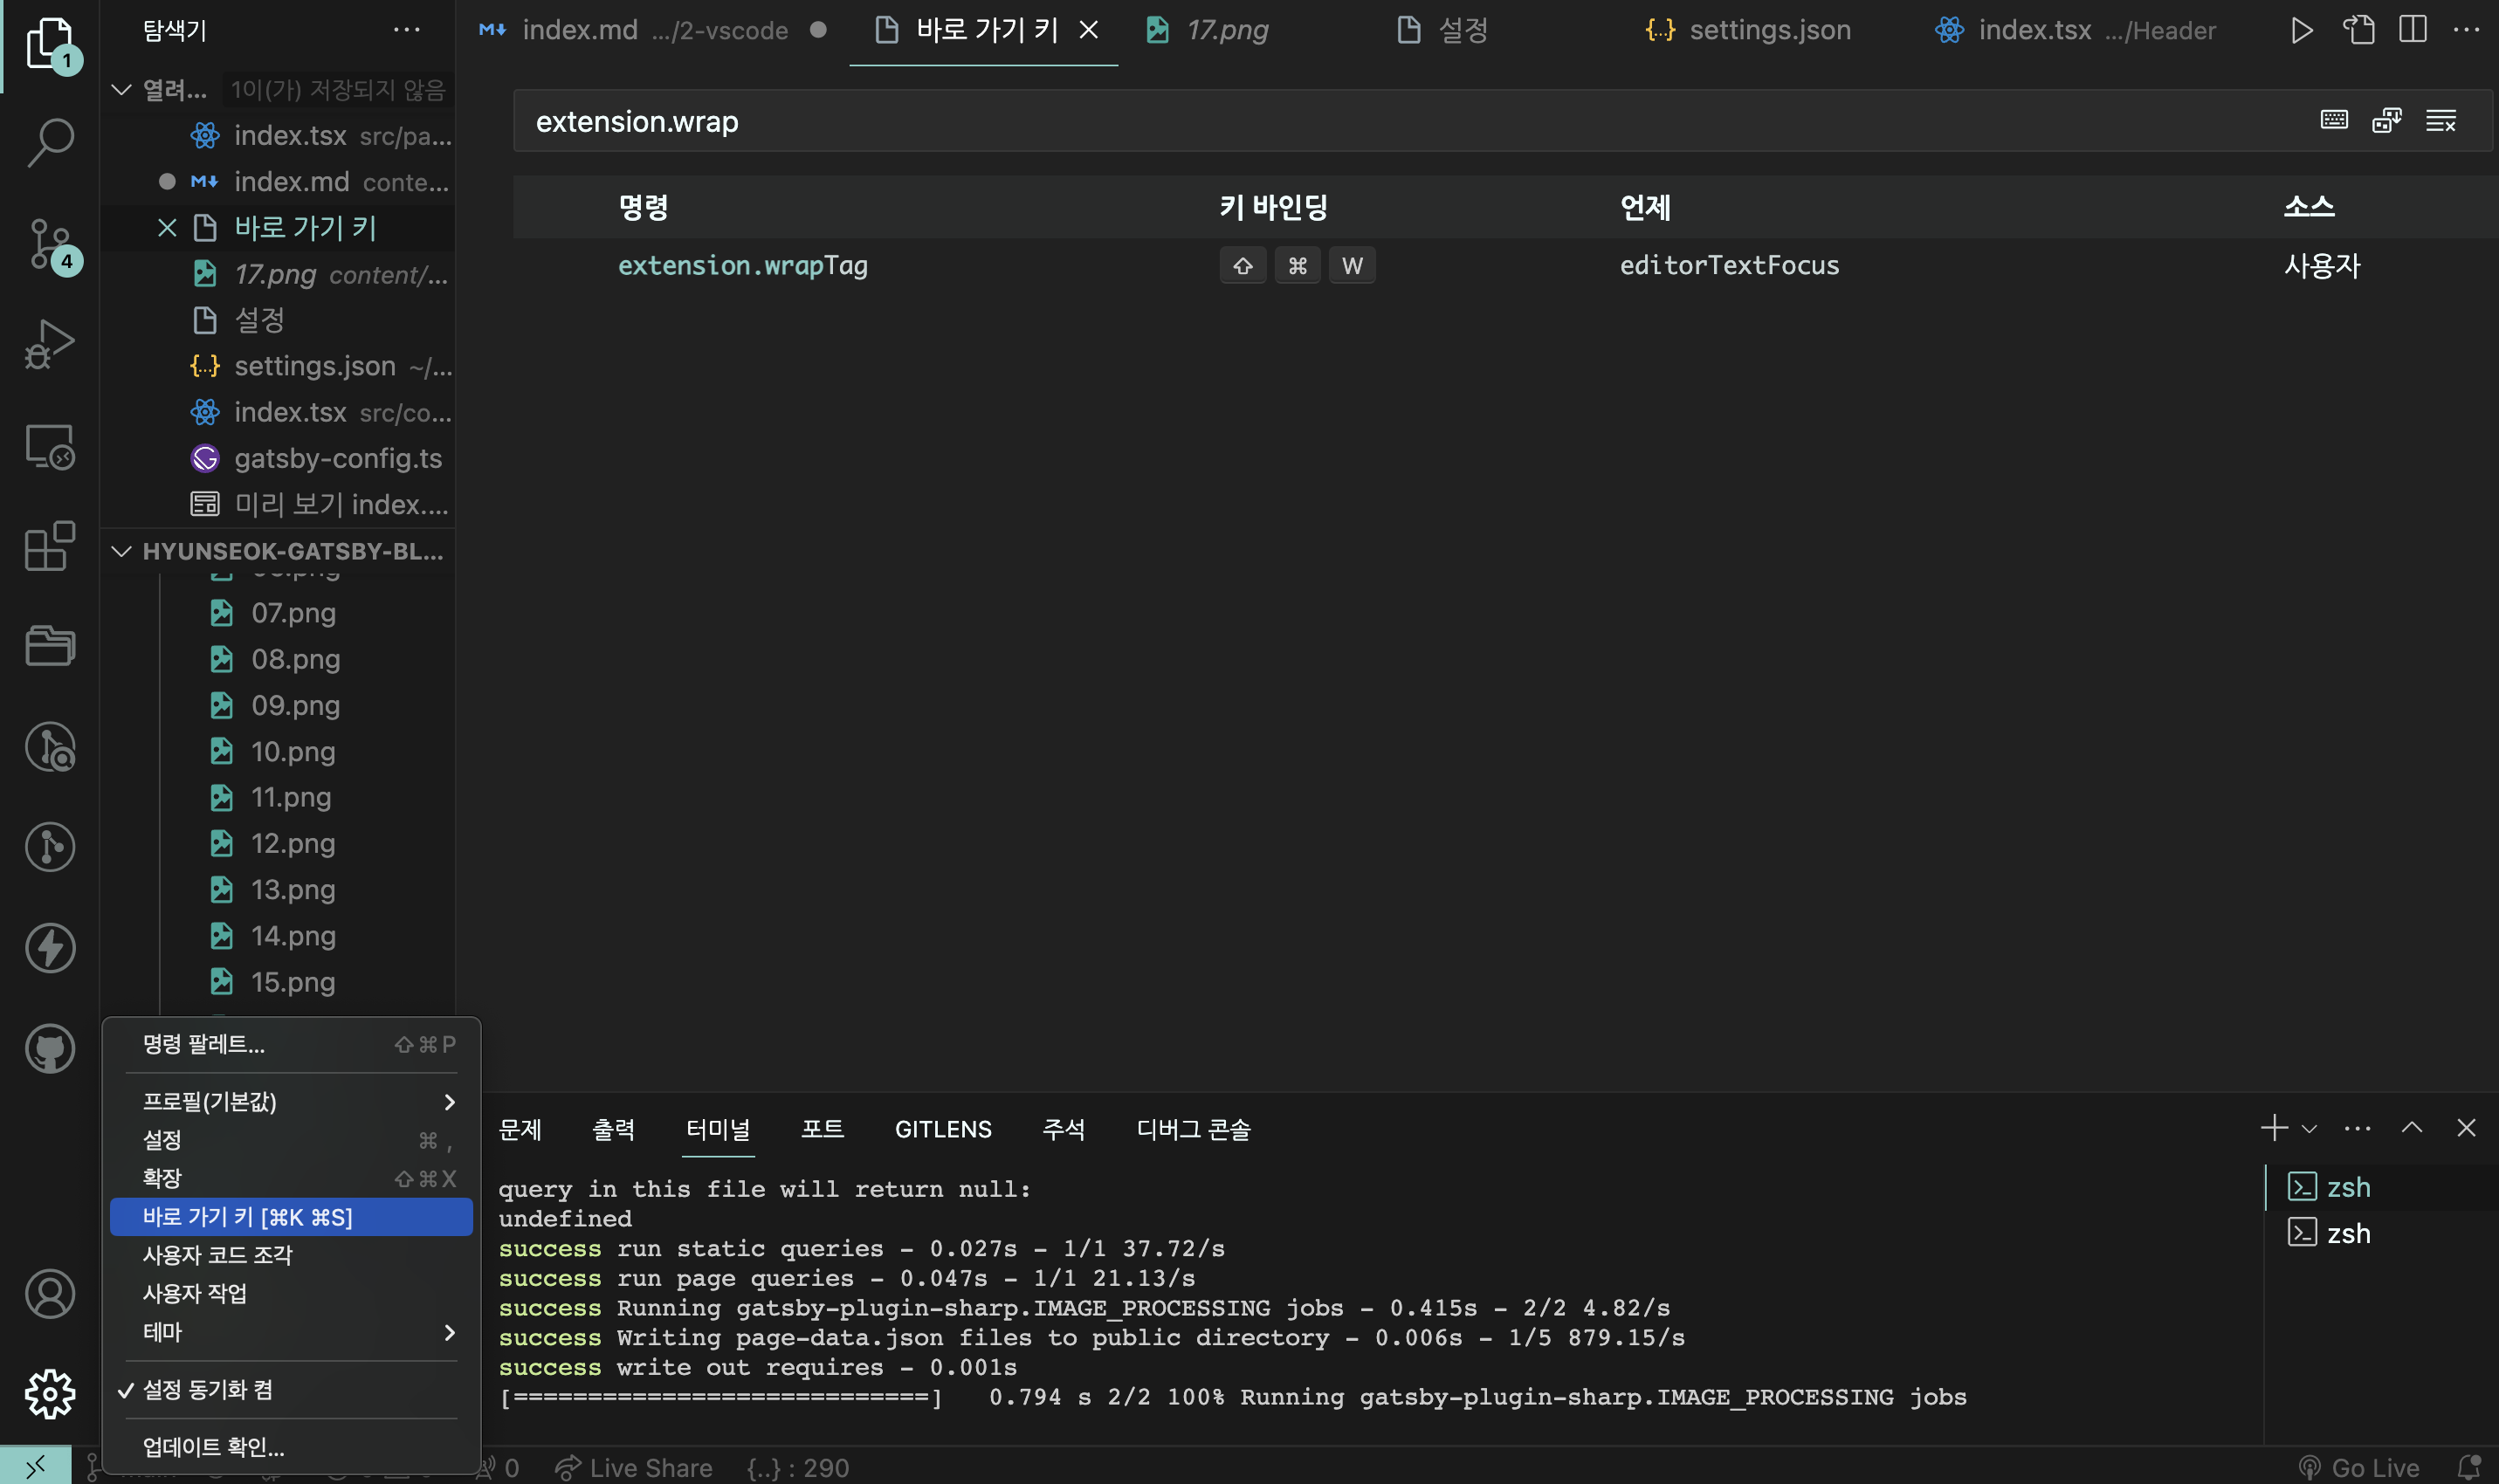 탐색기
index.md .../2-vscode
바로 가기 키
17.png
설정
{...} settings.json
index.tsx .../Header
1
열려...
1이(가) 저장되지 않음
index.tsx src/pa...
index.md conte...
바로 가기 키
17.png content/...
설정
{...} settings.json ~/...
index.tsx src/co...
gatsby-config.ts
미리 보기 index....
4
HYUNSEOK-GATSBY-BL...
07.png
08.png
09.png
10.png
11.png
12.png
13.png
14.png
15.png
extension.wrap
명령 키 바인딩 언제 소스
extension.wrapTag ⇧ ⌘ W editorTextFocus 사용자
명령 팔레트... ⇧⌘P
프로필(기본값)
설정 ⌘ ,
확장 ⇧⌘X
바로 가기 키 [⌘K ⌘S]
사용자 코드 조각
사용자 작업
테마
✓ 설정 동기화 켬
업데이트 확인...
문제 출력 터미널 포트 GITLENS 주석 디버그 콘솔
query in this file will return null:
undefined
success run static queries - 0.027s - 1/1 37.72/s
success run page queries - 0.047s - 1/1 21.13/s
success Running gatsby-plugin-sharp.IMAGE_PROCESSING jobs - 0.415s - 2/2 4.82/s
success Writing page-data.json files to public directory - 0.006s - 1/5 879.15/s
success write out requires - 0.001s
[============================] 0.794 s 2/2 100% Running gatsby-plugin-sharp.IMAGE_PROCESSING jobs
zsh
zsh
0 Live Share {..} : 290
Go Live